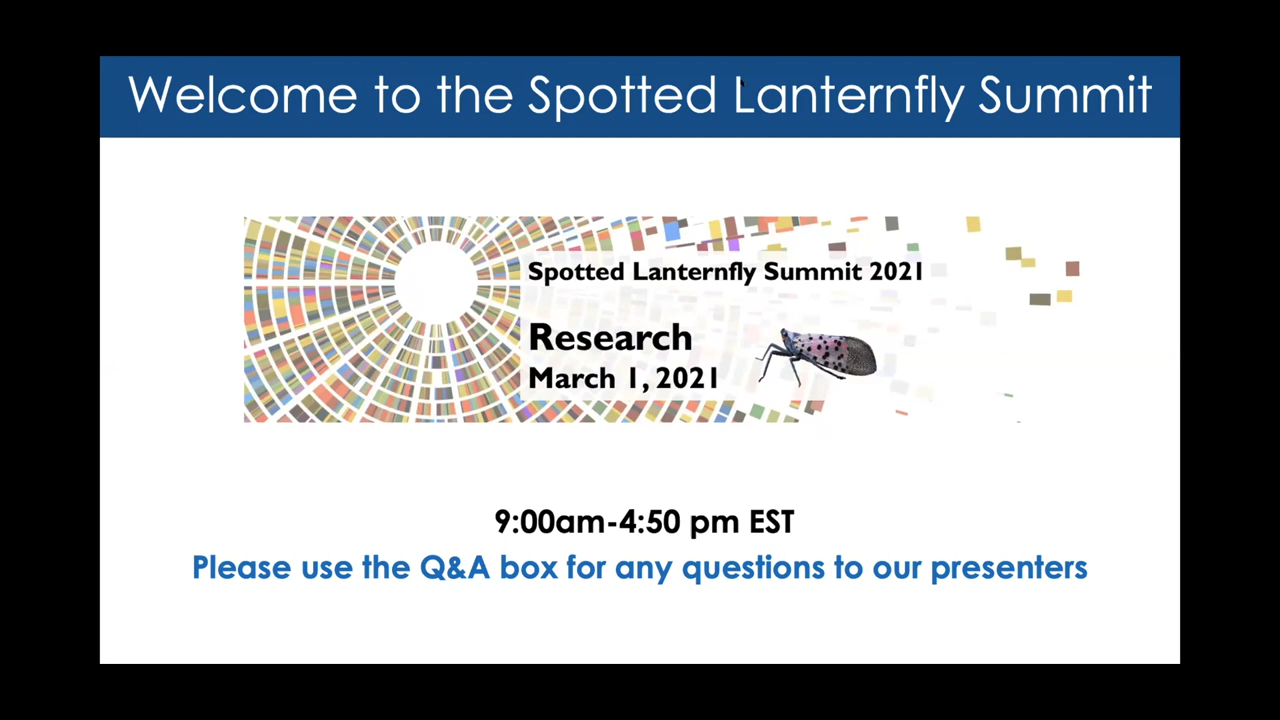 Welcome to the Spotted Lanternfly Summit
Spotted Lanternfly Summit 2021
Research
March 1, 2021
9:00am-4:50 pm EST
Please use the Q&A box for any questions to our presenters